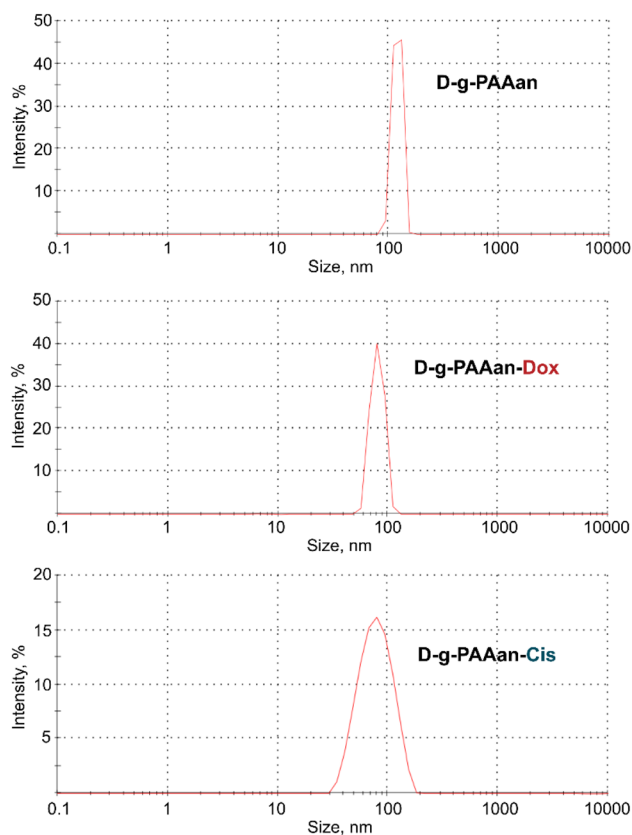 50
40
30
20
10
Intensity, %
D-g-PAAan
0.1 1 10 100 1000 10000
Size, nm
50
40
30
20
10
Intensity, %
D-g-PAAan-Dox
0.1 1 10 100 1000 10000
Size, nm
20
15
10
5
Intensity, %
D-g-PAAan-Cis
0.1 1 10 100 1000 10000
Size, nm